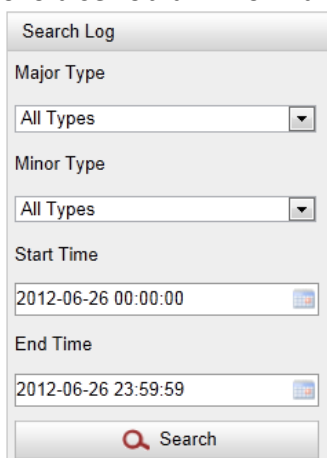 Search Log
Major Type
All Types
Minor Type
All Types
Start Time
2012-06-26 00:00:00
End Time
2012-06-26 23:59:59
Search